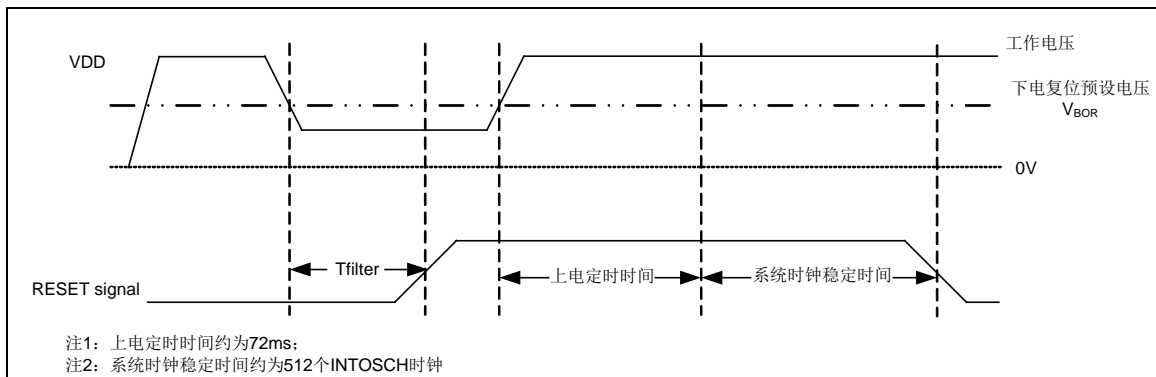 VDD
工作电压
下电复位预设电压
VBOR
0V
Tfilter
上电定时时间
系统时钟稳定时间
RESET signal
注1：上电定时时间约为72ms；
注2：系统时钟稳定时间约为512个INTOSCH时钟